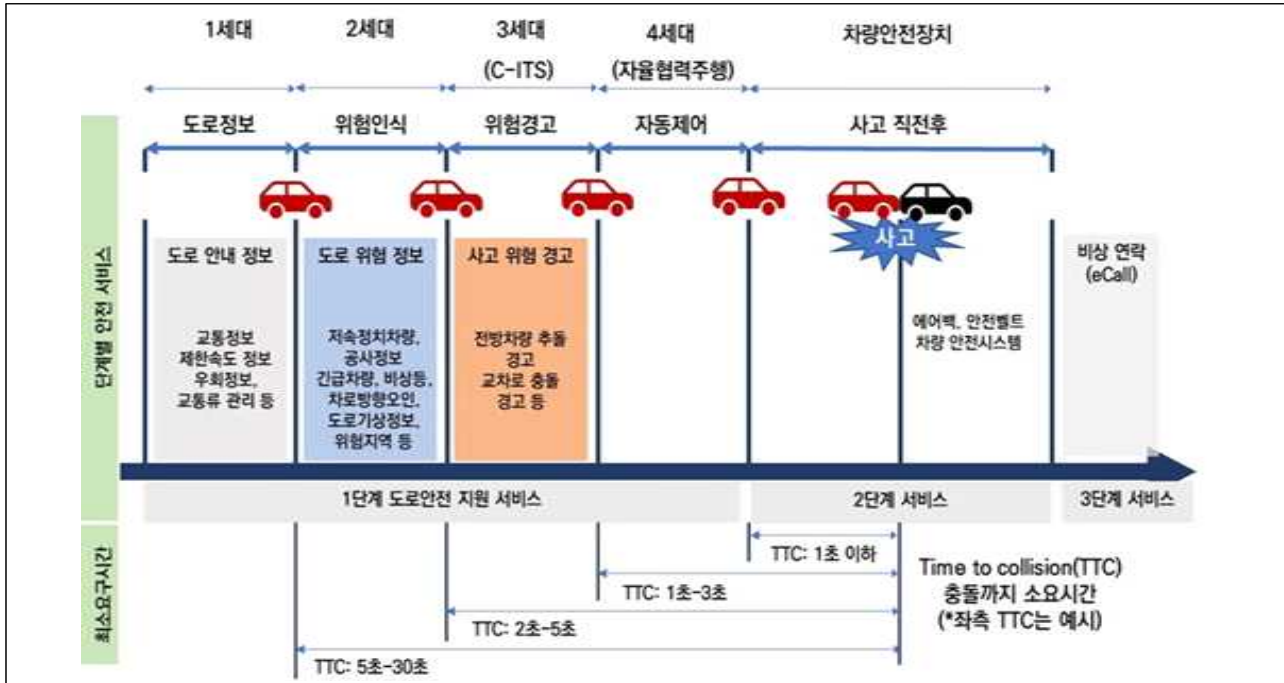 1세대
2세대
3세대
(C-ITS)
4세대
(자율협력주행)
차량안전장치
도로정보
위험인식
위험경고
자동제어
사고 직전후
단계별 안전 서비스
사고
도로 안내 정보
교통정보
제한속도 정보
우회정보,
교통류 관리 등
도로 위험 정보
저속정치차량,
공사정보
긴급차량, 비상등,
차로방향오인,
도로기상정보,
위험지역 등
사고 위험 경고
전방차량 추돌
경고
교차로 충돌
경고 등
에어백, 안전벨트
차량 안전시스템
비상 연락
(eCall)
1단계 도로안전 지원 서비스
2단계 서비스
3단계 서비스
최소요구시간
TTC: 1초 이하
TTC: 1초-3초
TTC: 2초-5초
TTC: 5초-30초
Time to collision(TTC)
충돌까지 소요시간
(*좌측 TTC는 예시)